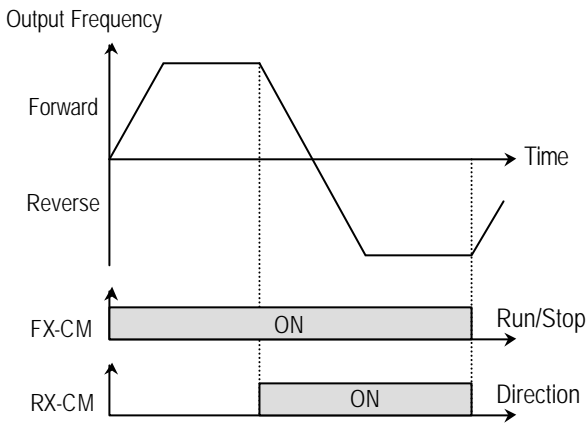 Output Frequency
Forward
Time
Reverse
FX-CM
ON
Run/Stop
RX-CM
ON
Direction